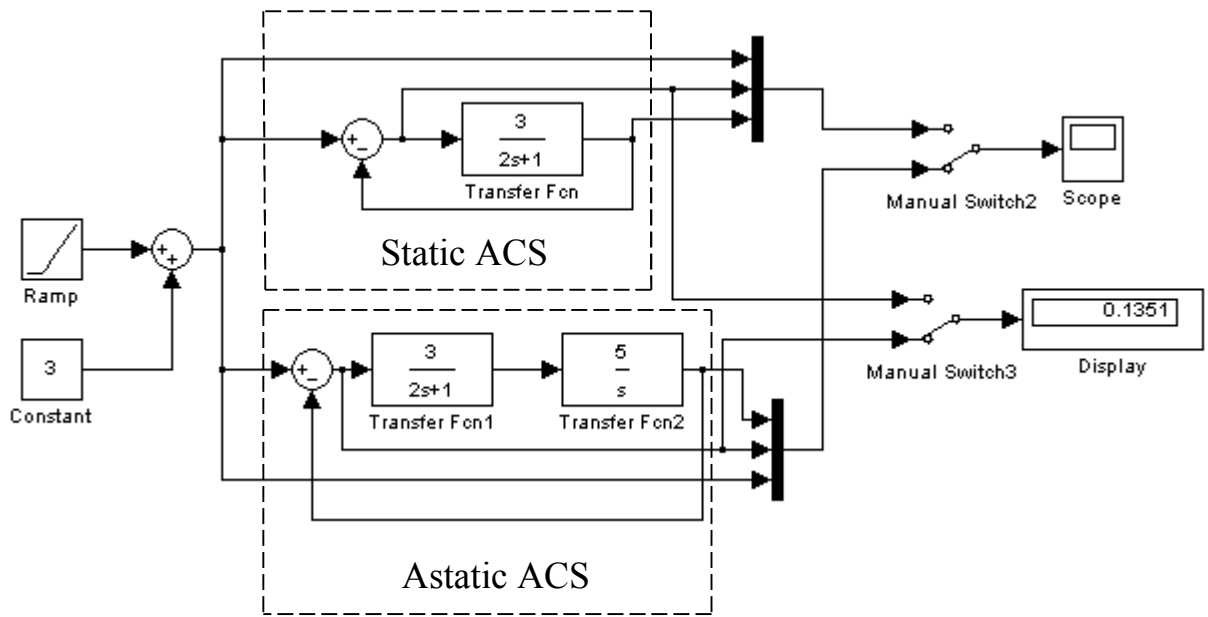 3
2s+1
Transfer Fcn
Static ACS
Manual Switch2
Scope
Ramp
3
Constant
3
2s+1
Transfer Fcn1
5
s
Transfer Fcn2
Astatic ACS
0.1351
Manual Switch3
Display